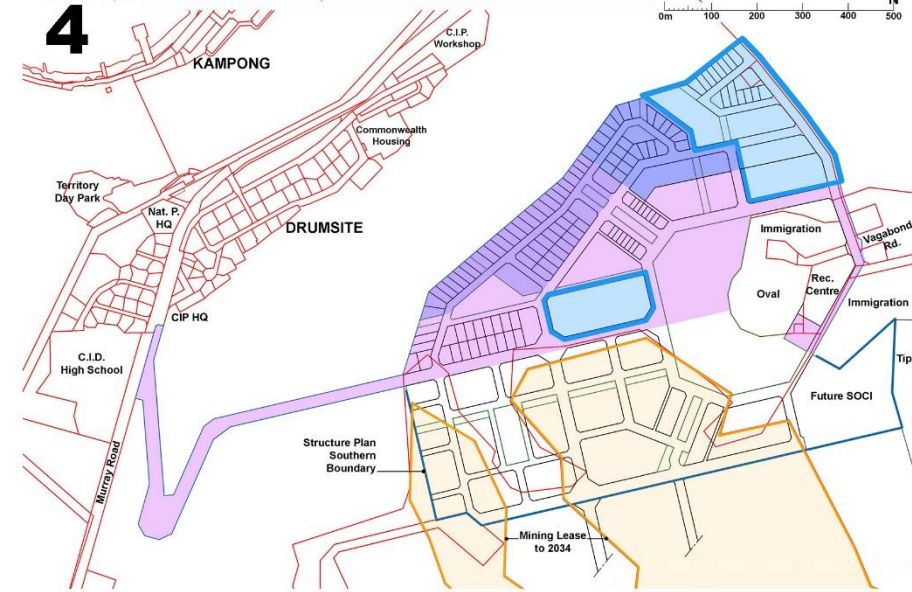 4
N
0m 100 200 300 400 500
C.I.P.
Workshop
KAMPONG
Commonwealth
Housing
Territory
Day Park
Nat. P.
HQ
DRUMSITE
Immigration
Vagabond
Rd.
Rec.
Centre
Oval
Immigration
CIP HQ
C.I.D.
High School
Tip
Future SOCI
Structure Plan
Southern
Boundary
Murray Road
Mining Lease
to 2034